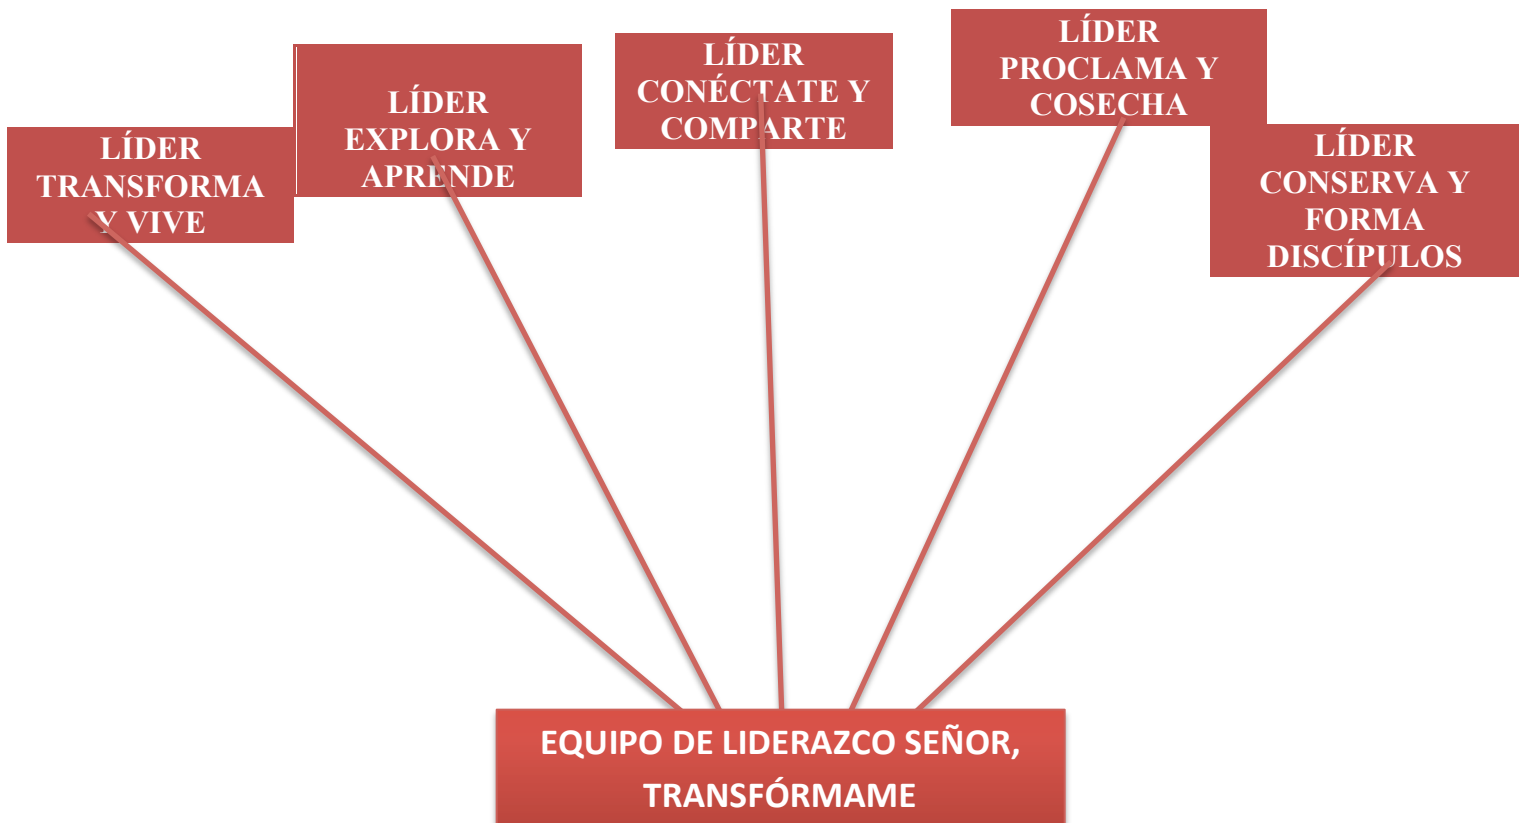 LÍDER
TRANSFORMA
Y VIVE
LÍDER
EXPLORA Y
APRENDE
LÍDER
CONÉCTATE Y
COMPARTE
LÍDER
PROCLAMA Y
COSECHA
LÍDER
CONSERVA Y
FORMA
DISCÍPULOS
EQUIPO DE LIDERAZCO SEÑOR,
TRANSFÓRMAME